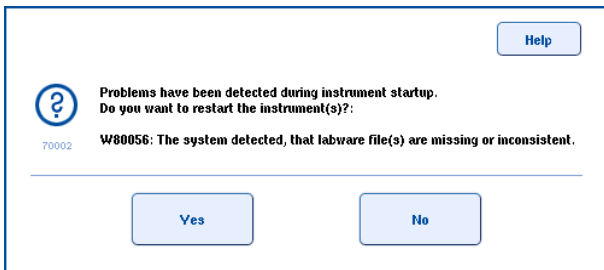 Help
Problems have been detected during instrument startup.
Do you want to restart the instrument(s)?:
70002
W80056: The system detected, that labware file(s) are missing or inconsistent.
Yes
No